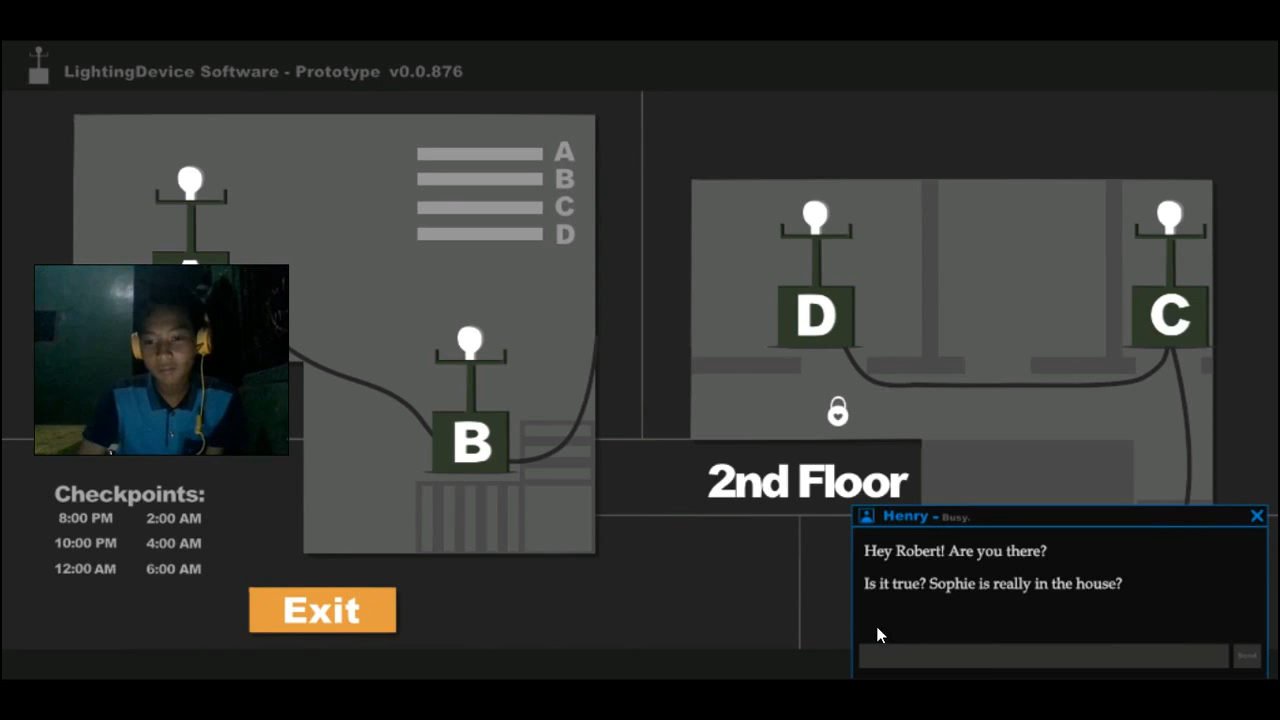 LightingDevice Software - Prototype v0.0.876
A
B
C
D
B
D
C
2nd Floor
Checkpoints:
8:00 PM 2:00 AM
10:00 PM 4:00 AM
12:00 AM 6:00 AM
Exit
Henry - Busy.
Hey Robert! Are you there?
Is it true? Sophie is really in the house?
Send